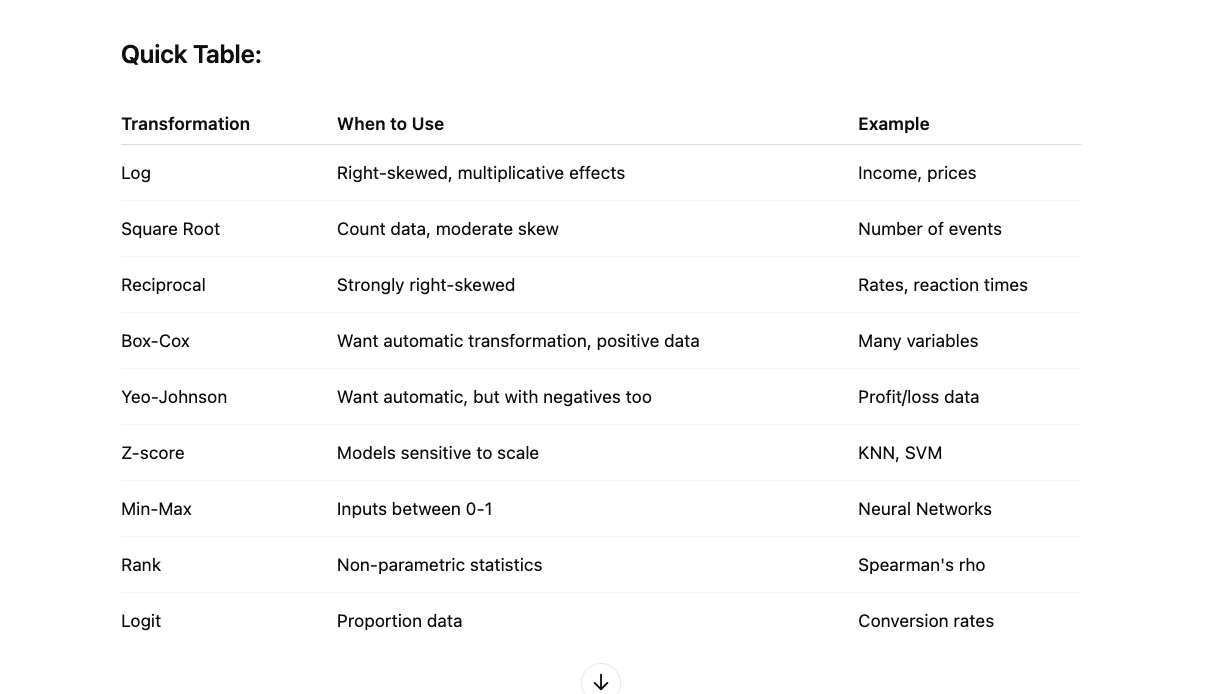 Quick Table:
Transformation When to Use Example
Log Right-skewed, multiplicative effects Income, prices
Square Root Count data, moderate skew Number of events
Reciprocal Strongly right-skewed Rates, reaction times
Box-Cox Want automatic transformation, positive data Many variables
Yeo-Johnson Want automatic, but with negatives too Profit/loss data
Z-score Models sensitive to scale KNN, SVM
Min-Max Inputs between 0-1 Neural Networks
Rank Non-parametric statistics Spearman's rho
Logit Proportion data Conversion rates